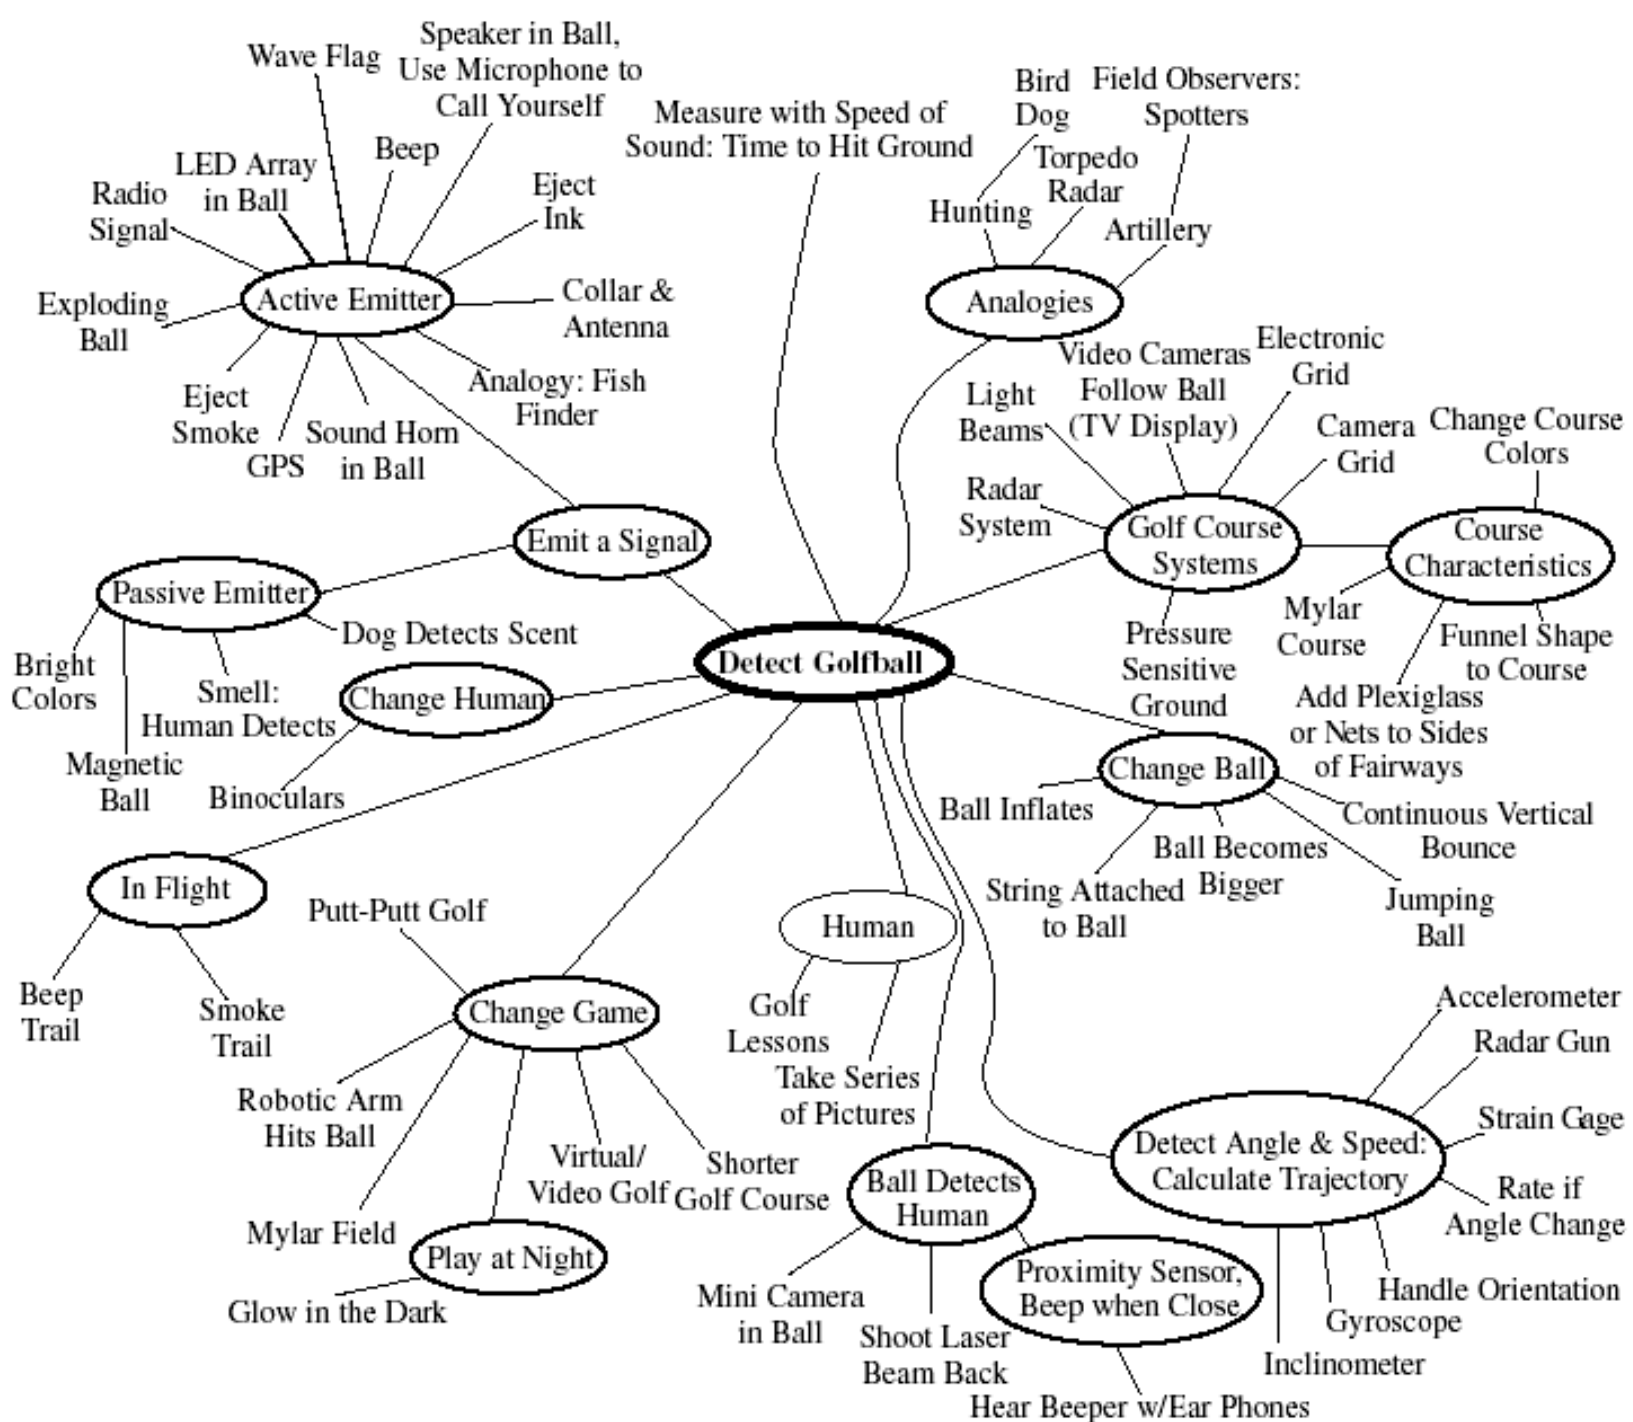 Wave Flag
Speaker in Ball,
Use Microphone to
Call Yourself
Beep
LED Array
in Ball
Radio
Signal
Eject
Ink
Exploding
Ball
Active Emitter
Collar &
Antenna
Eject
Smoke
GPS
Sound Horn
in Ball
Analogy: Fish
Finder
Measure with Speed of
Sound: Time to Hit Ground
Bird
Dog
Field Observers:
Spotters
Torpedo
Radar
Hunting
Artillery
Analogies
Video Cameras
Follow Ball
(TV Display)
Electronic
Grid
Light
Beams
Camera
Grid
Change Course
Colors
Radar
System
Golf Course
Systems
Course
Characteristics
Pressure
Sensitive
Ground
Mylar
Course
Funnel Shape
to Course
Add Plexiglass
or Nets to Sides
of Fairways
Emit a Signal
Passive Emitter
Dog Detects Scent
Bright
Colors
Smell:
Human Detects
Magnetic
Ball
Detect Golfball
Change Human
Binoculars
Change Ball
Ball Inflates
Continuous Vertical
Bounce
Ball Becomes
Bigger
String Attached
to Ball
Jumping
Ball
In Flight
Beep
Trail
Smoke
Trail
Putt-Putt Golf
Change Game
Robotic Arm
Hits Ball
Mylar Field
Virtual/
Video Golf
Shorter
Golf Course
Play at Night
Glow in the Dark
Human
Golf
Lessons
Take Series
of Pictures
Ball Detects
Human
Mini Camera
in Ball
Shoot Laser
Beam Back
Proximity Sensor,
Beep when Close
Hear Beeper w/Ear Phones
Accelerometer
Radar Gun
Detect Angle & Speed:
Calculate Trajectory
Strain Gage
Rate if
Angle Change
Handle Orientation
Gyroscope
Inclinometer